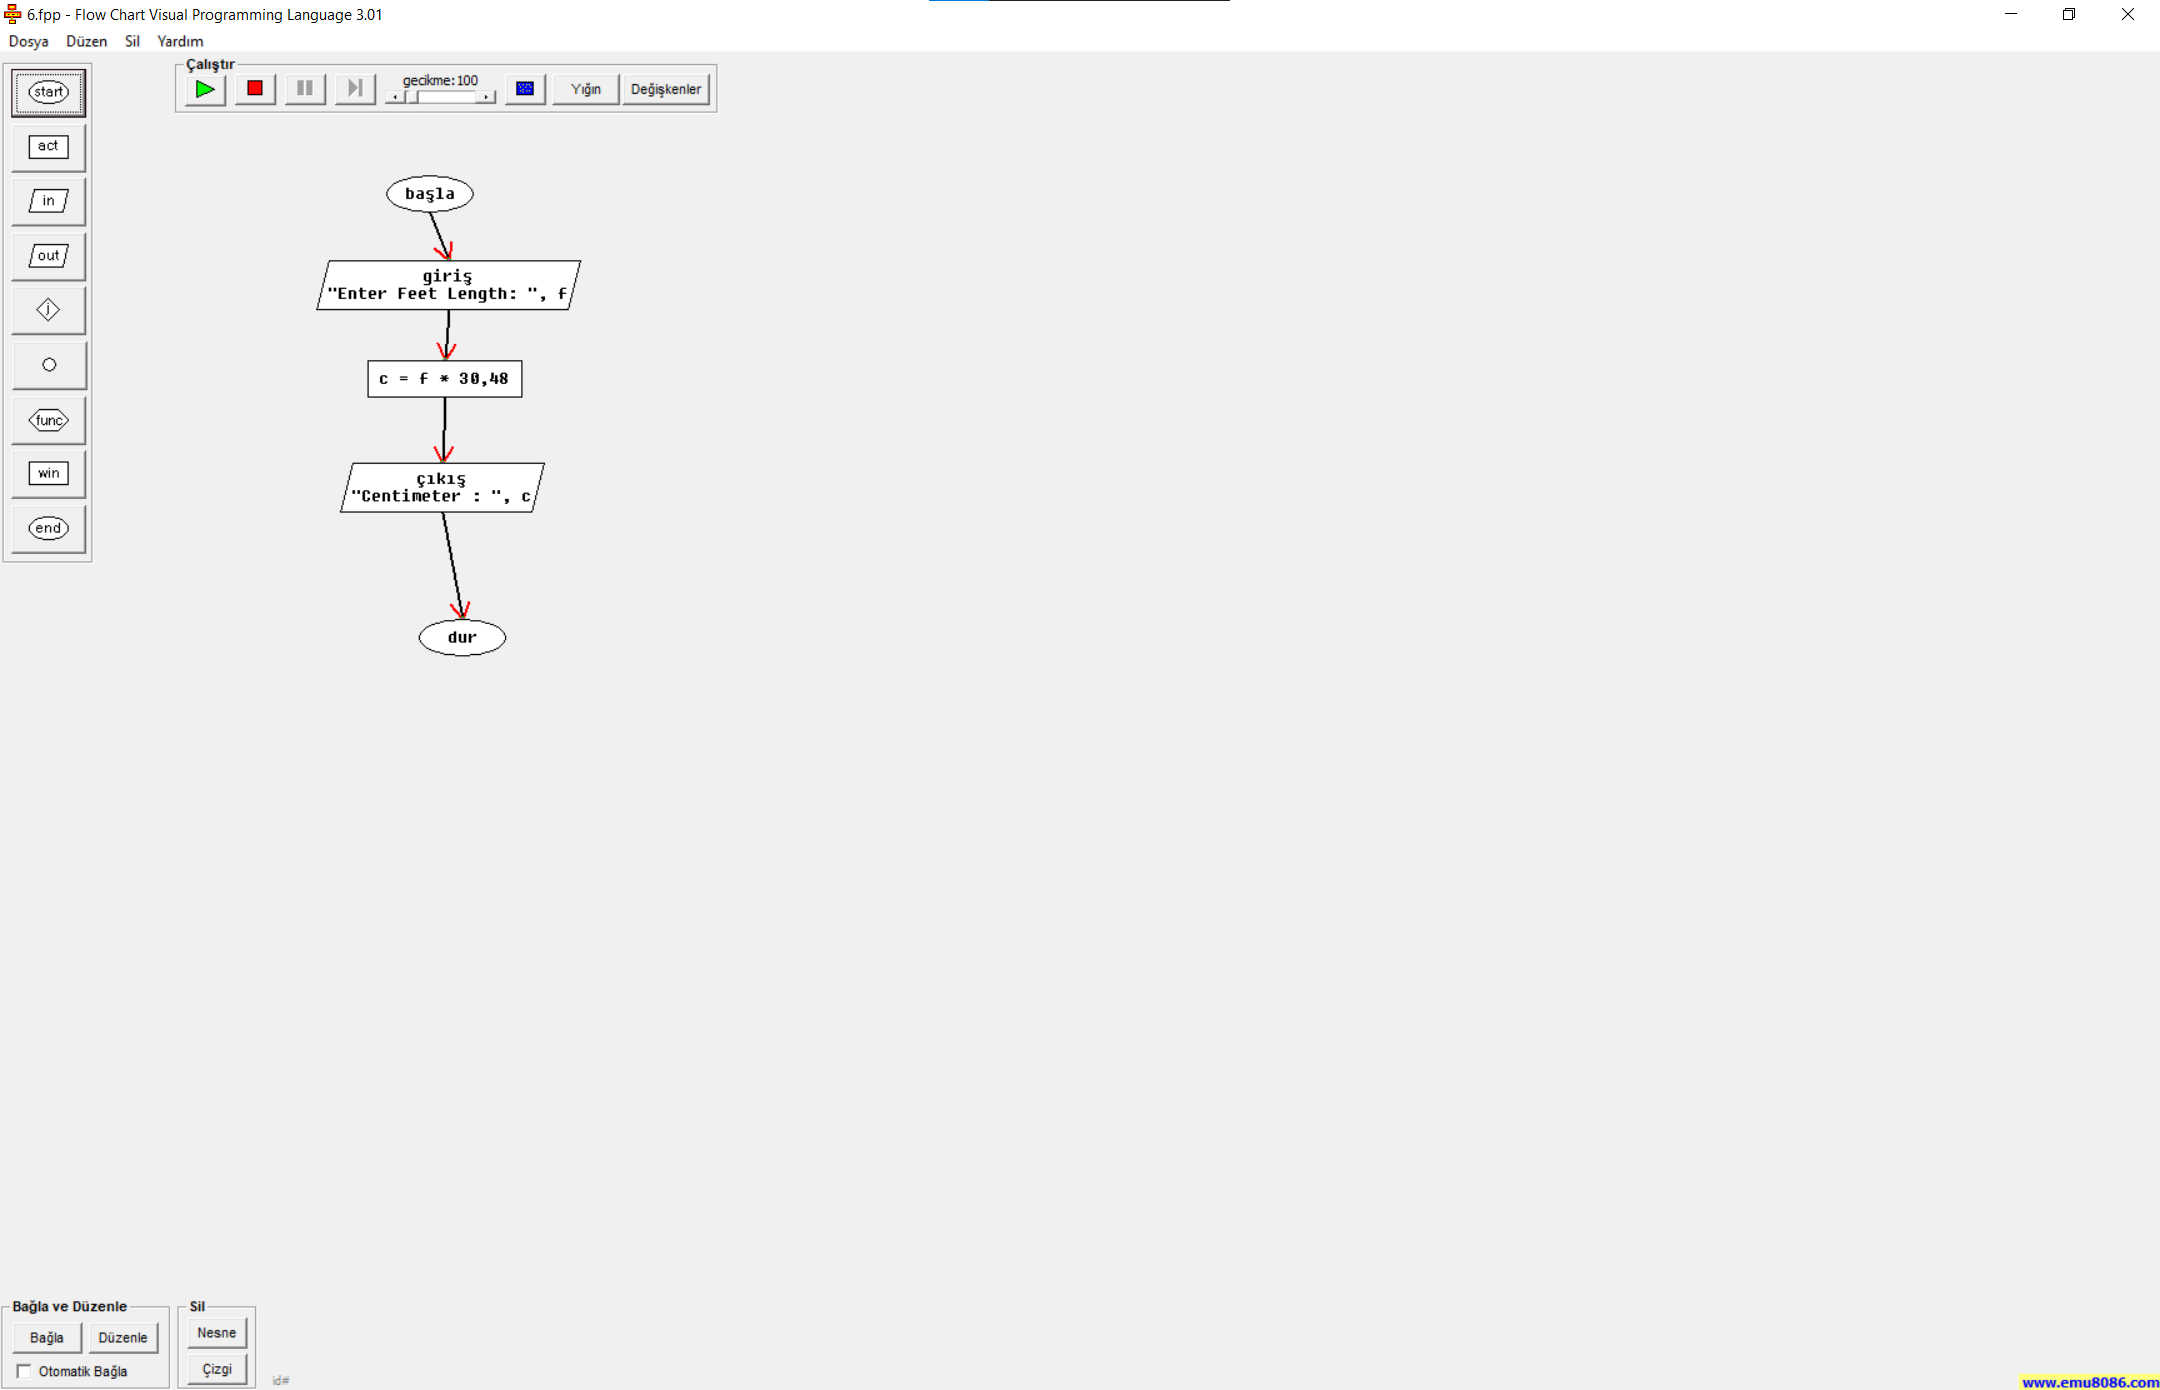 6.fpp - Flow Chart Visual Programming Language 3.01
Dosya Düzen Sil Yardım
Çalıştır
gecikme:100
Yığın
Değişkenler
start
act
in
out
j
func
win
end
başla
giriş
"Enter Feet Length: ", f
c = f * 30,48
çıkış
"Centimeter : ", c
dur
Bağla ve Düzenle
Bağla Düzenle
Otomatik Bağla
Sil
Nesne
Çizgi
id#
www.emu8086.com